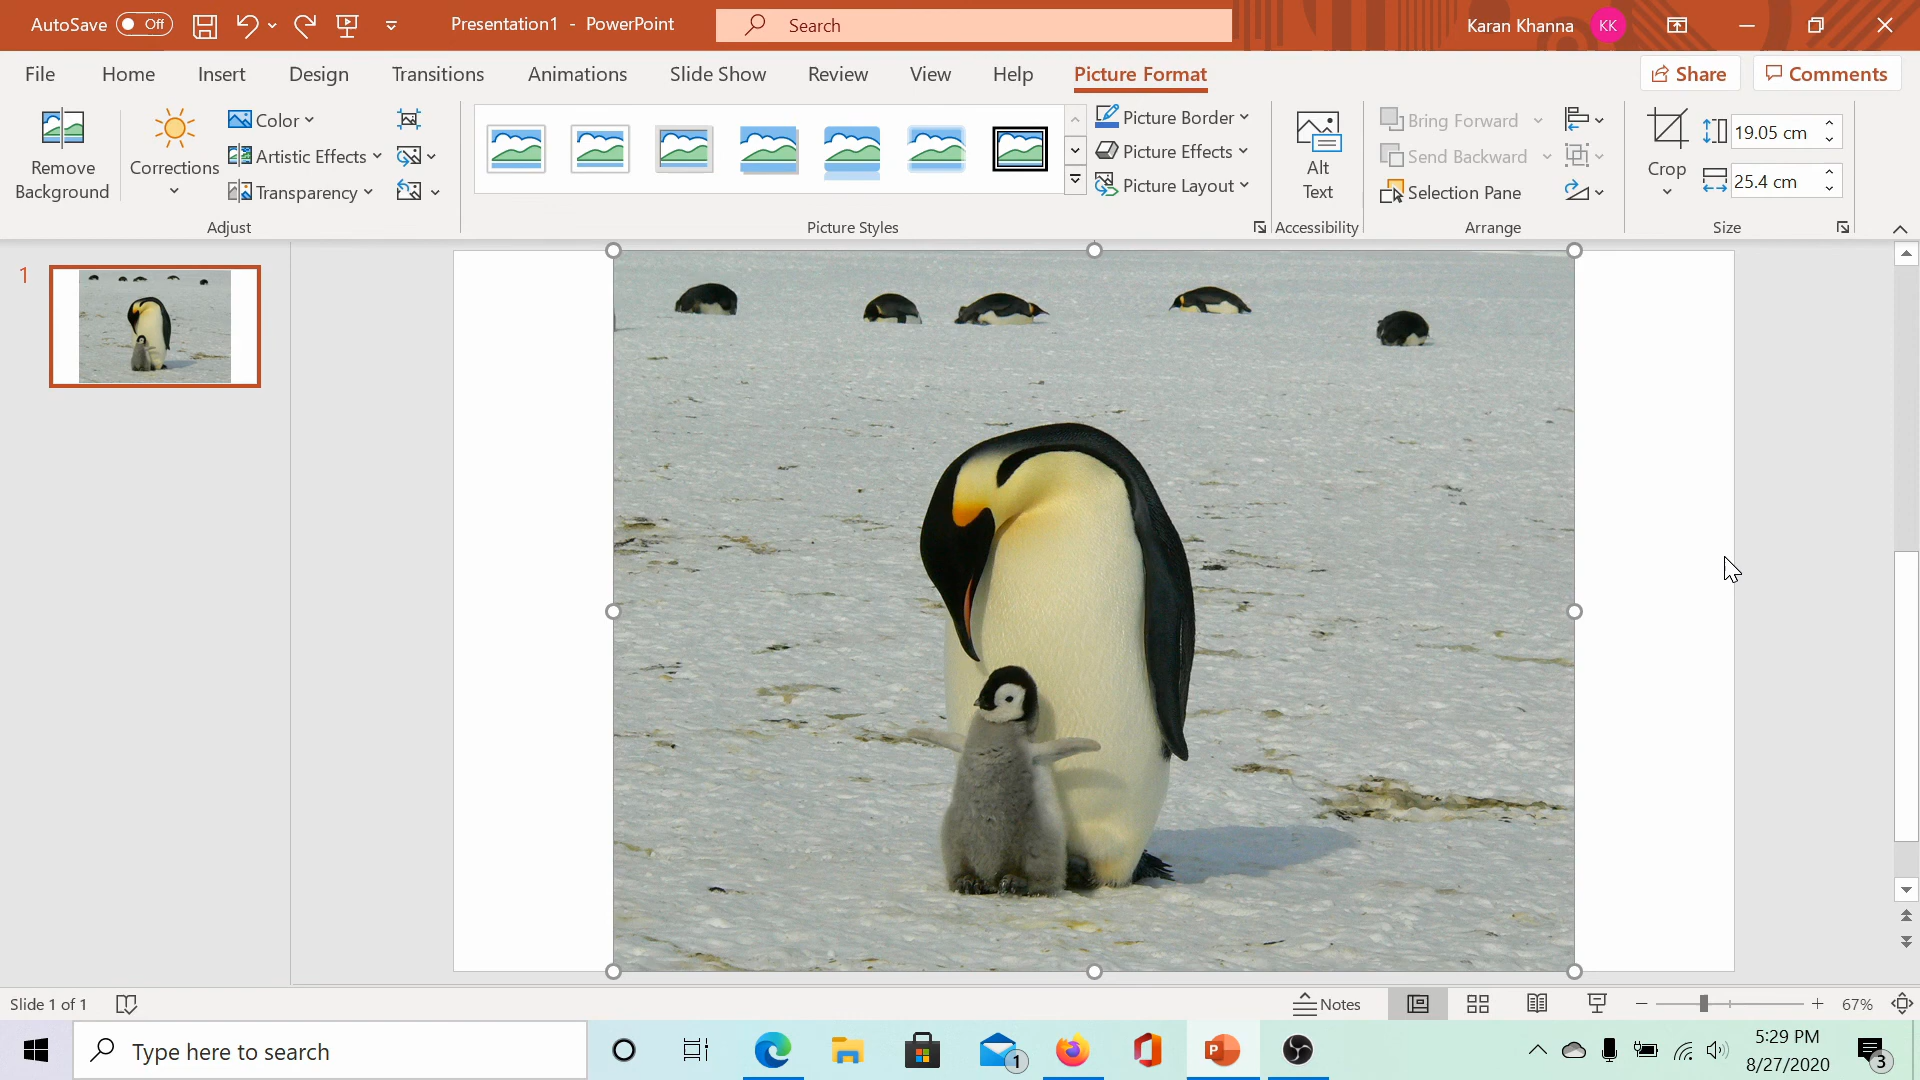 AutoSave Off Presentation1 - PowerPoint Search Karan Khanna KK
File Home Insert Design Transitions Animations Slide Show Review View Help Picture Format Share Comments
Remove Background
Corrections
Color
Artistic Effects
Transparency
Adjust
Picture Styles
Picture Border
Picture Effects
Picture Layout
Alt Text
Accessibility
Bring Forward
Send Backward
Selection Pane
Arrange
Crop
19.05 cm
25.4 cm
Size
1
Slide 1 of 1 Notes 67%
Type here to search 1 P 5:29 PM
8/27/2020 3